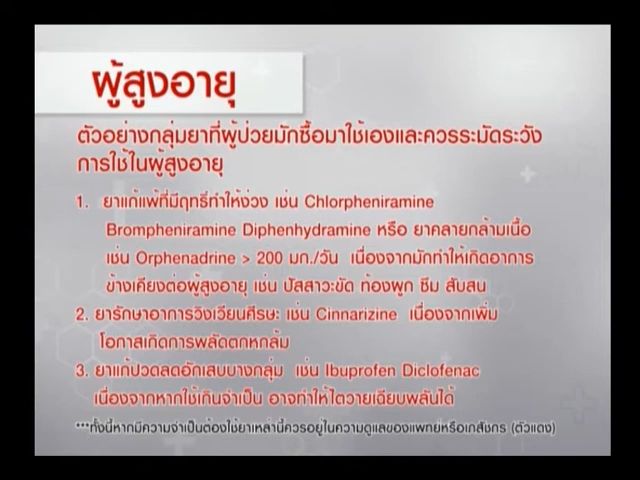 ผู้สูงอายุ
ตัวอย่างกลุ่มยาที่ผู้ป่วยมักซื้อมาใช้เองและควรระมัดระวัง
การใช้ในผู้สูงอายุ
1. ยาแก้แพ้ที่มีฤทธิ์ทำให้ง่วง เช่น Chlorpheniramine
Brompheniramine Diphenhydramine หรือ ยาคลายกล้ามเนื้อ
เช่น Orphenadrine > 200 มก./วัน เนื่องจากมักทำให้เกิดอาการ
ข้างเคียงต่อผู้สูงอายุ เช่น ปัสสาวะขัด ท้องผูก ซึม สับสน
2. ยารักษาอาการวิงเวียนศีรษะ เช่น Cinnarizine เนื่องจากเพิ่ม
โอกาสเกิดการพลัดตกหกล้ม
3. ยาแก้ปวดลดอักเสบบางกลุ่ม เช่น Ibuprofen Diclofenac
เนื่องจากหากใช้เกินจำเป็น อาจทำให้ไตวายเฉียบพลันได้
***ทั้งนี้หากมีความจำเป็นต้องใช้ยาเหล่านี้ควรอยู่ในความดูแลของแพทย์หรือเภสัชกร (ตัวแดง)